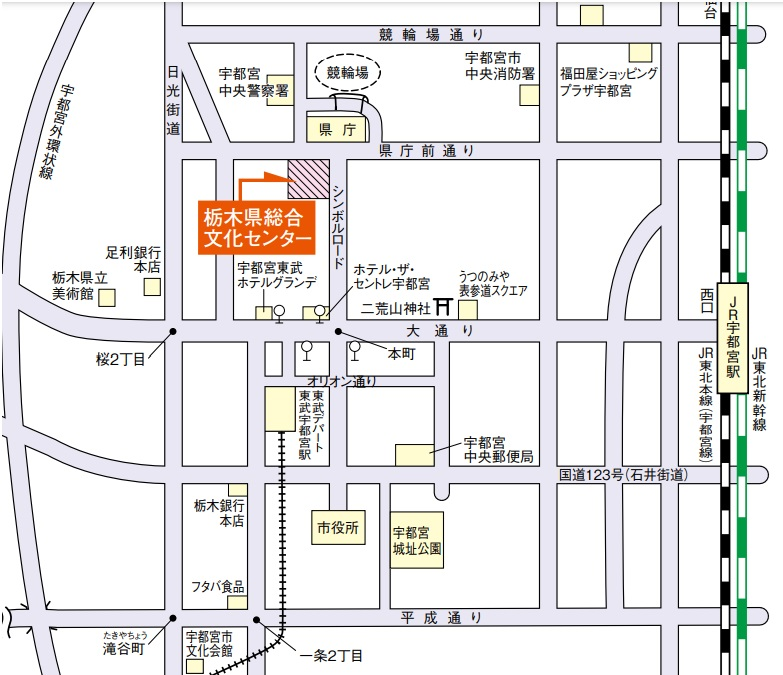 仙台
競輪場通り
日光街道
宇都宮
中央警察署
競輪場
宇都宮市
中央消防署
福田屋ショッピング
プラザ宇都宮
宇都宮外環状線
県庁
県庁前通り
栃木県総合
文化センター
シンボルロード
足利銀行
本店
栃木県立
美術館
宇都宮東武
ホテルグランデ
ホテル・ザ・
セントレ宇都宮
二荒山神社
うつのみや
表参道スクエア
西口
JR宇都宮駅
大通り
桜2丁目
本町
JR東北本線(宇都宮線)
JR東北新幹線
オリオン通り
東武デパート
東武宇都宮駅
宇都宮
中央郵便局
国道123号(石井街道)
栃木銀行
本店
市役所
宇都宮
城址公園
フタバ食品
平成通り
たきやちょう
滝谷町
宇都宮市
文化会館
一条2丁目